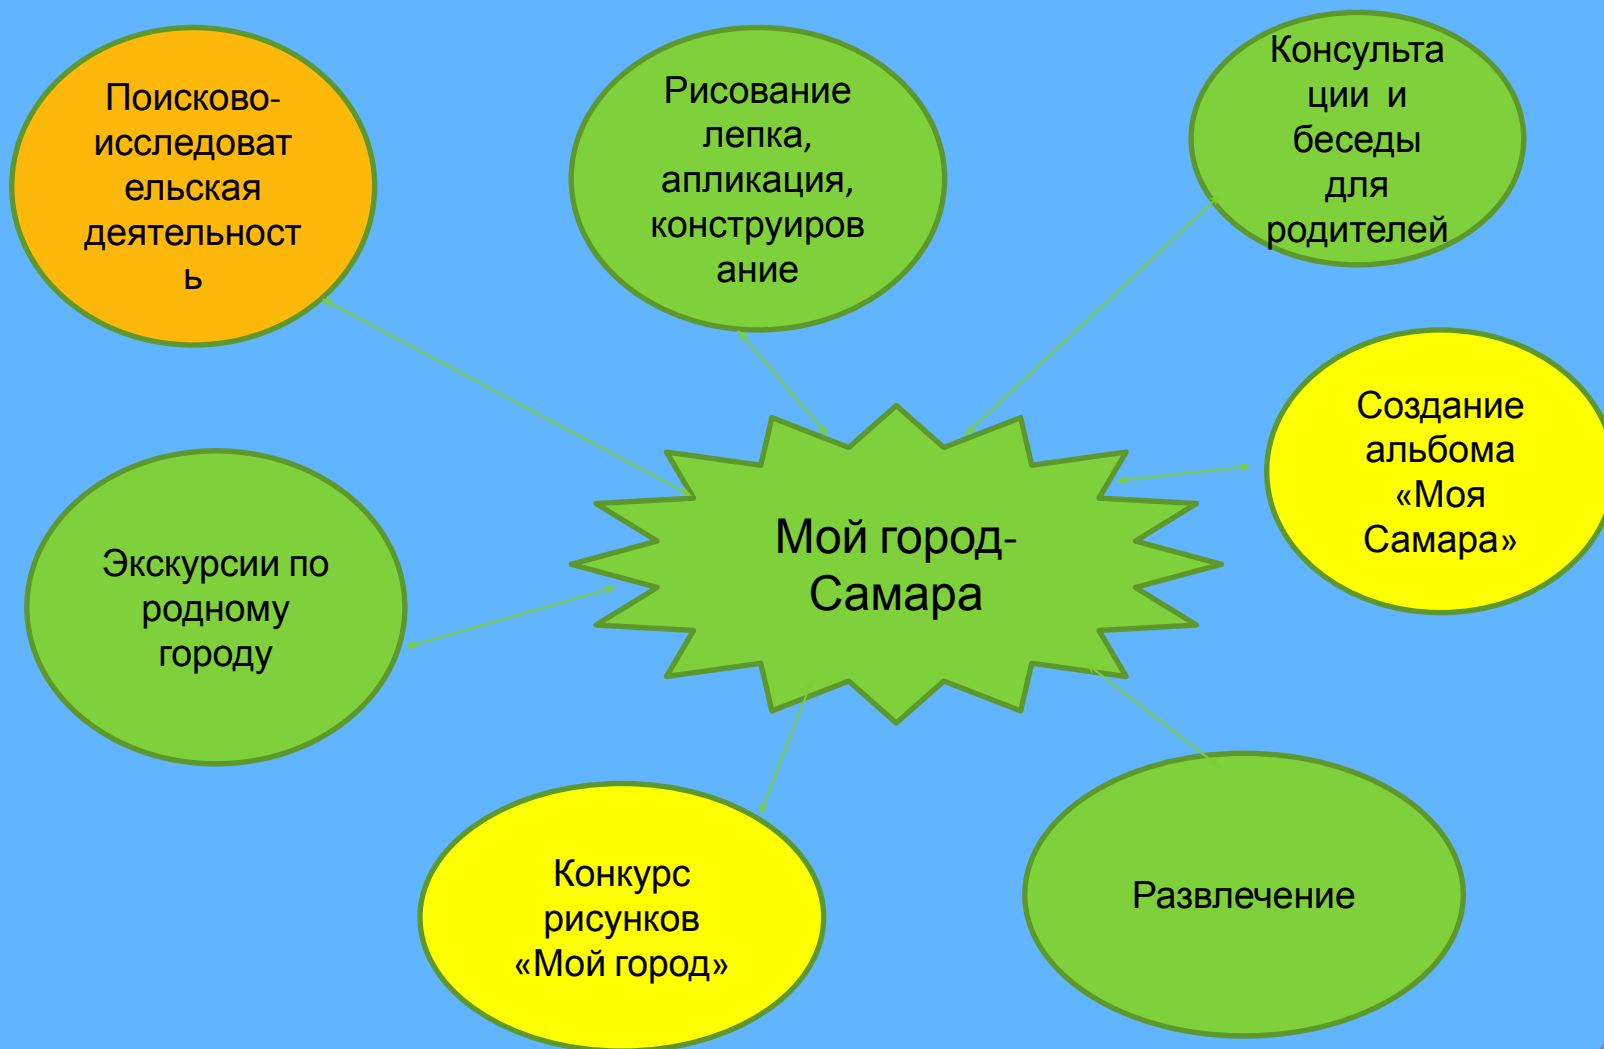 Поисково-
исследоват
ельская
деятельност
ь
Рисование
лепка,
апликация,
конструиров
ание
Консульта
ции и
беседы
для
родителей
Создание
альбома
«Моя
Самара»
Мой город-
Самара
Экскурсии по
родному
городу
Конкурс
рисунков
«Мой город»
Развлечение